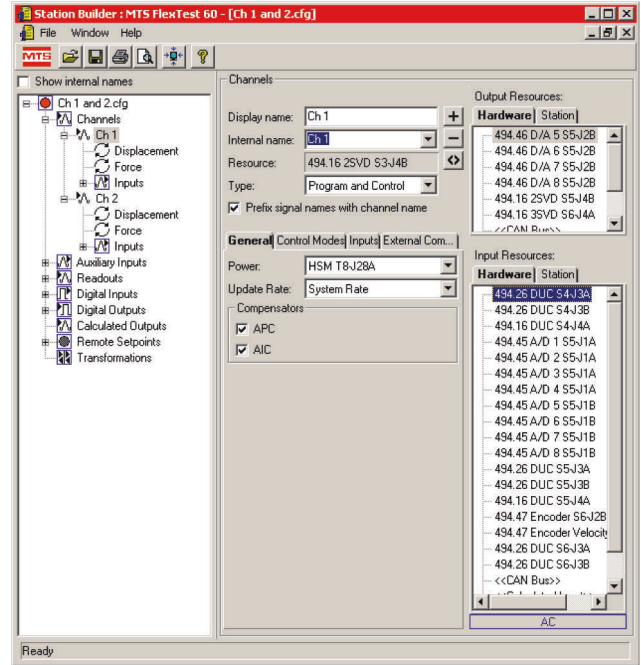 Station Builder : MTS FlexTest 60 - [Ch 1 and 2.cfg]
File Window Help
MTS
Show internal names
Ch 1 and 2.cfg
Channels
Ch 1
Displacement
Force
Inputs
Ch 2
Displacement
Force
Inputs
Auxiliary Inputs
Readouts
Digital Inputs
Digital Outputs
Calculated Outputs
Remote Setpoints
Transformations
Channels
Display name: Ch 1
Internal name: Ch 1
Resource: 494.16 2SVD S3J4B
Type: Program and Control
Prefix signal names with channel name
General Control Modes Inputs External Com...
Power: HSM T8-J28A
Update Rate: System Rate
Compensators
APC
AIC
Output Resources:
Hardware Station
494.46 D/A 5 S5-J2B
494.46 D/A 6 S5-J2B
494.46 D/A 7 S5-J2B
494.46 D/A 8 S5-J2B
494.16 2SVD S5J4B
494.16 3SVD S6J4A
<<CAN Bus>>
Input Resources:
Hardware Station
494.26 DUC S4-J3A
494.26 DUC S4-J3B
494.16 DUC S4-J4A
494.45 A/D 1 S5-J1A
494.45 A/D 2 S5-J1A
494.45 A/D 3 S5-J1A
494.45 A/D 4 S5-J1A
494.45 A/D 5 S5-J1B
494.45 A/D 6 S5-J1B
494.45 A/D 7 S5-J1B
494.45 A/D 8 S5-J1B
494.26 DUC S5-J3A
494.26 DUC S5-J3B
494.16 DUC S5-J4A
494.47 Encoder S6-J2B
494.47 Encoder Velocity
494.26 DUC S6-J3A
494.26 DUC S6-J3B
<<CAN Bus>>
AC
Ready